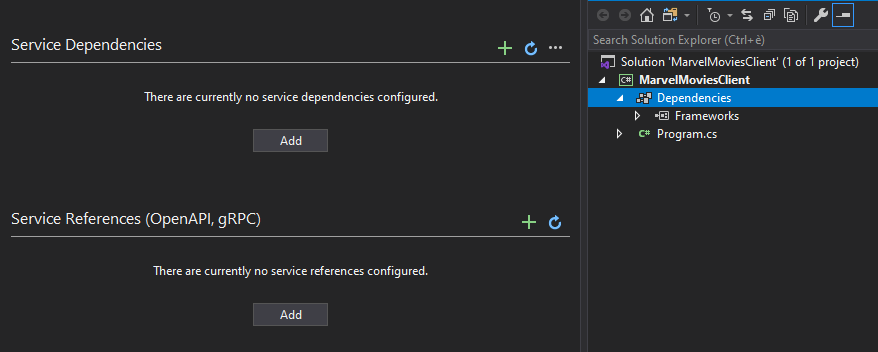 Service Dependencies
There are currently no service dependencies configured.
Add
Service References (OpenAPI, gRPC)
There are currently no service references configured.
Add
Search Solution Explorer (Ctrl+è)
Solution 'MarvelMoviesClient' (1 of 1 project)
C# MarvelMoviesClient
Dependencies
Frameworks
C# Program.cs